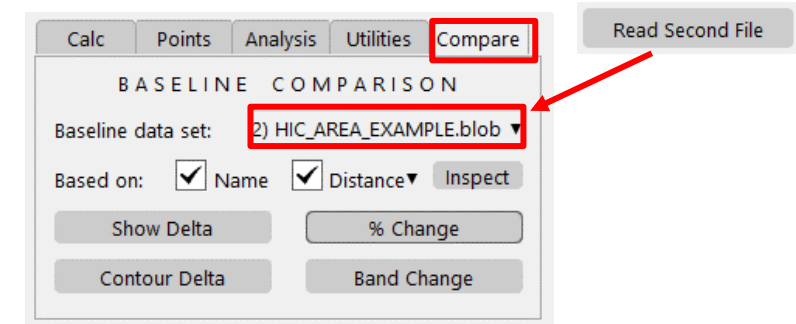 Calc Points Analysis Utilities Compare
Read Second File
BASELINE COMPARISON
Baseline data set: 2) HIC_AREA_EXAMPLE.blob ▼
Based on: ✓ Name ✓ Distance▼ Inspect
Show Delta % Change
Contour Delta Band Change